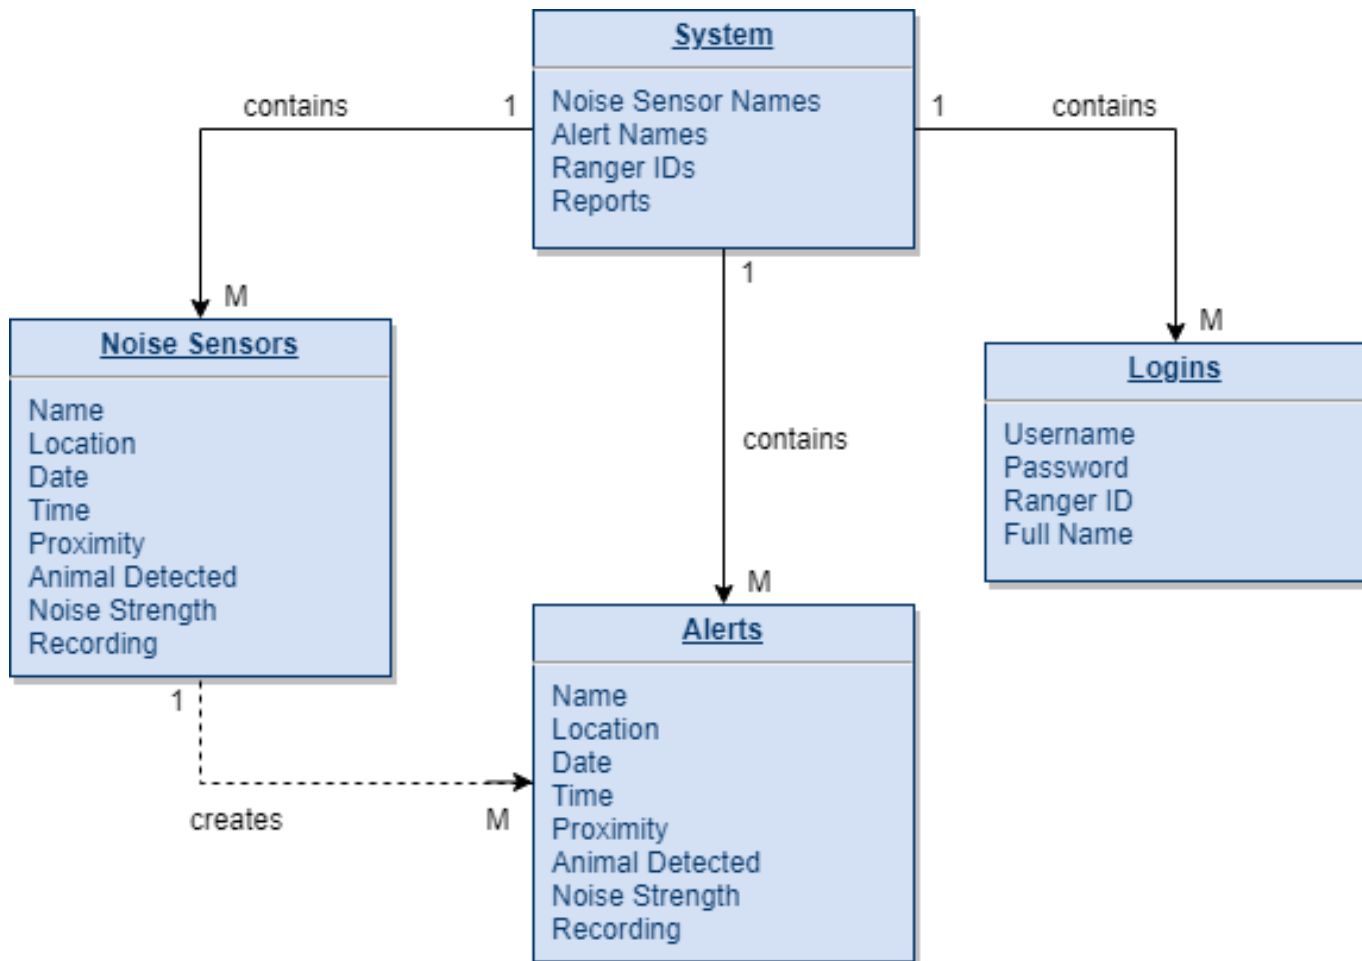 System
Noise Sensor Names
Alert Names
Ranger IDs
Reports
contains
1
1
contains
1
M
M
Noise Sensors
Name
Location
Date
Time
Proximity
Animal Detected
Noise Strength
Recording
Logins
Username
Password
Ranger ID
Full Name
contains
M
1
creates
M
Alerts
Name
Location
Date
Time
Proximity
Animal Detected
Noise Strength
Recording